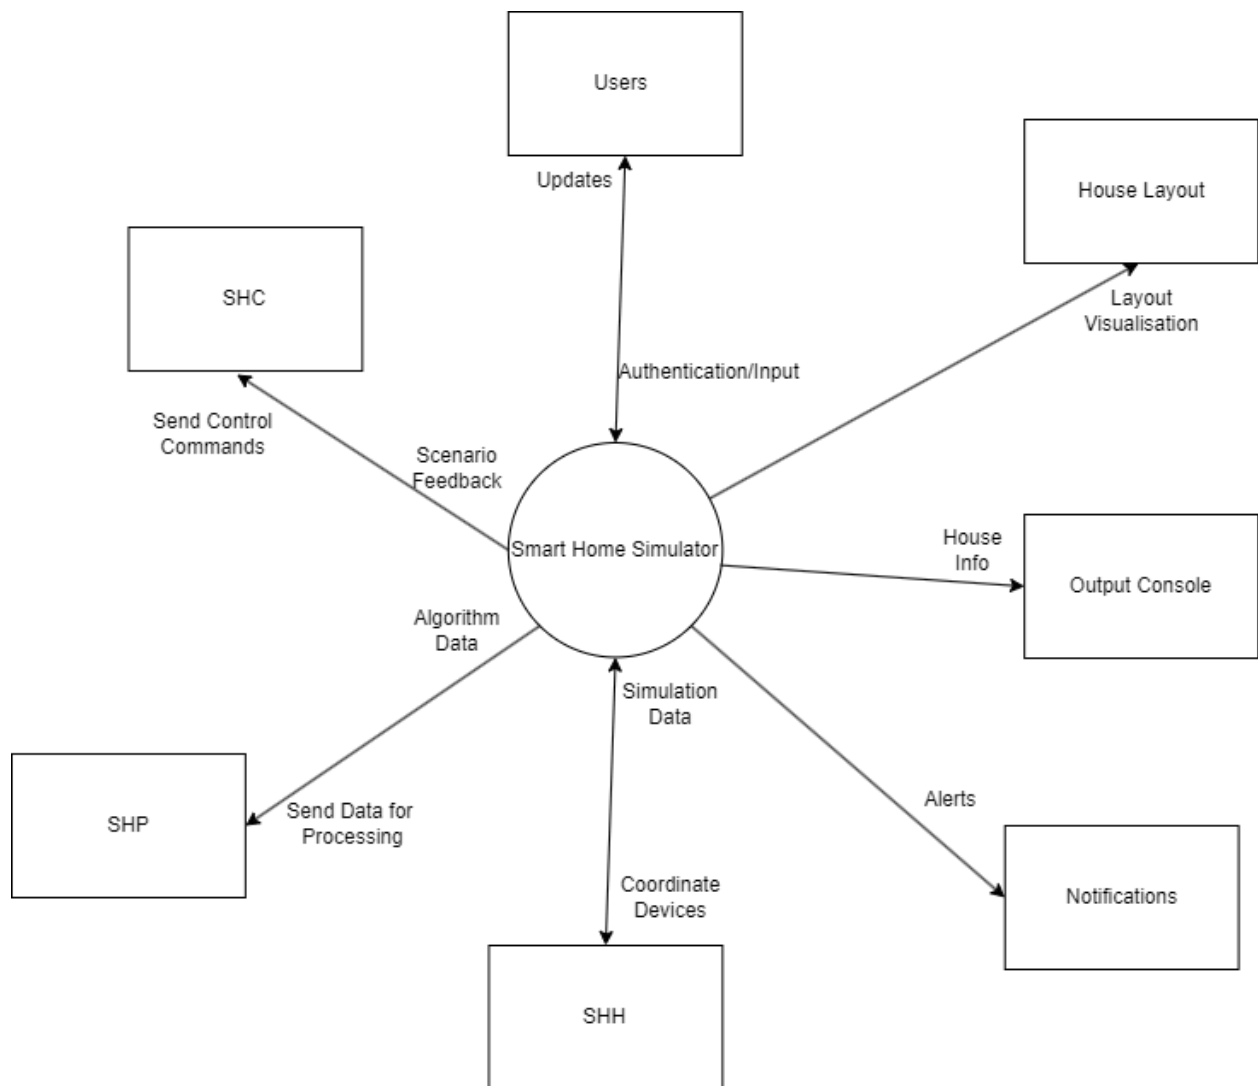 Users
Updates
House Layout
SHC
Layout
Visualisation
Authentication/Input
Send Control
Commands
Scenario
Feedback
Smart Home Simulator
House
Info
Output Console
Algorithm
Data
Simulation
Data
Alerts
SHP
Send Data for
Processing
Coordinate
Devices
Notifications
SHH